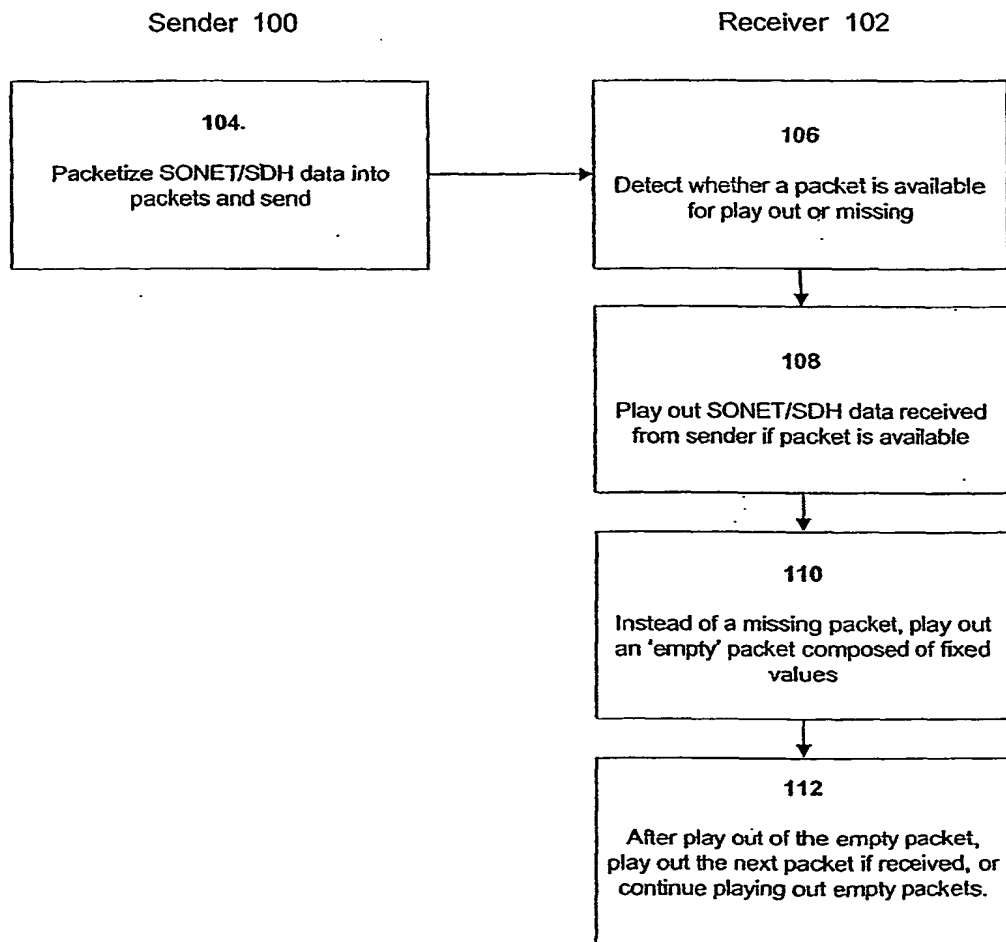 Sender 100
Receiver 102
104.
Packetize SONET/SDH data into
packets and send
106
Detect whether a packet is available
for play out or missing
108
Play out SONET/SDH data received
from sender if packet is available
110
Instead of a missing packet, play out
an 'empty' packet composed of fixed
values
112
After play out of the empty packet,
play out the next packet if received, or
continue playing out empty packets.